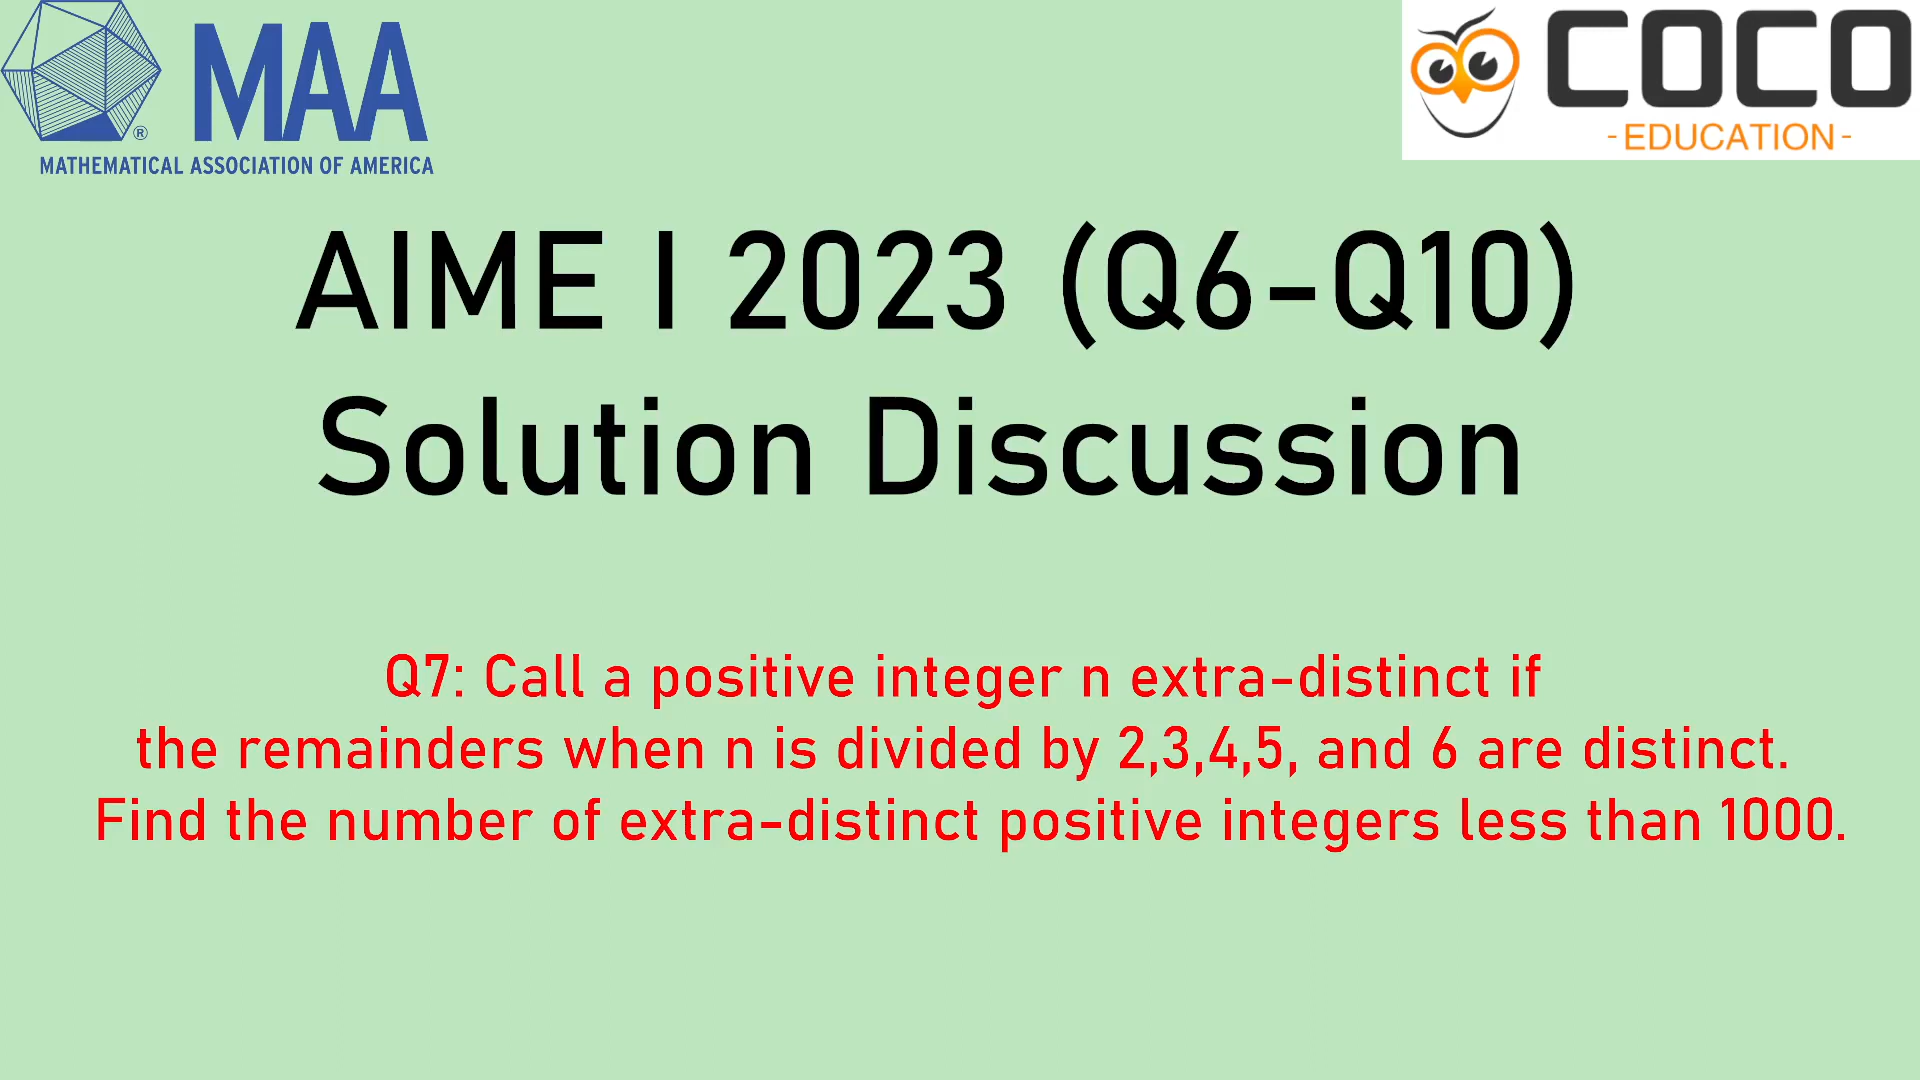 MAA
®
MATHEMATICAL ASSOCIATION OF AMERICA
COCO
-EDUCATION-
AIME I 2023 (Q6-Q10)
Solution Discussion
Q7: Call a positive integer n extra-distinct if
the remainders when n is divided by 2,3,4,5, and 6 are distinct.
Find the number of extra-distinct positive integers less than 1000.